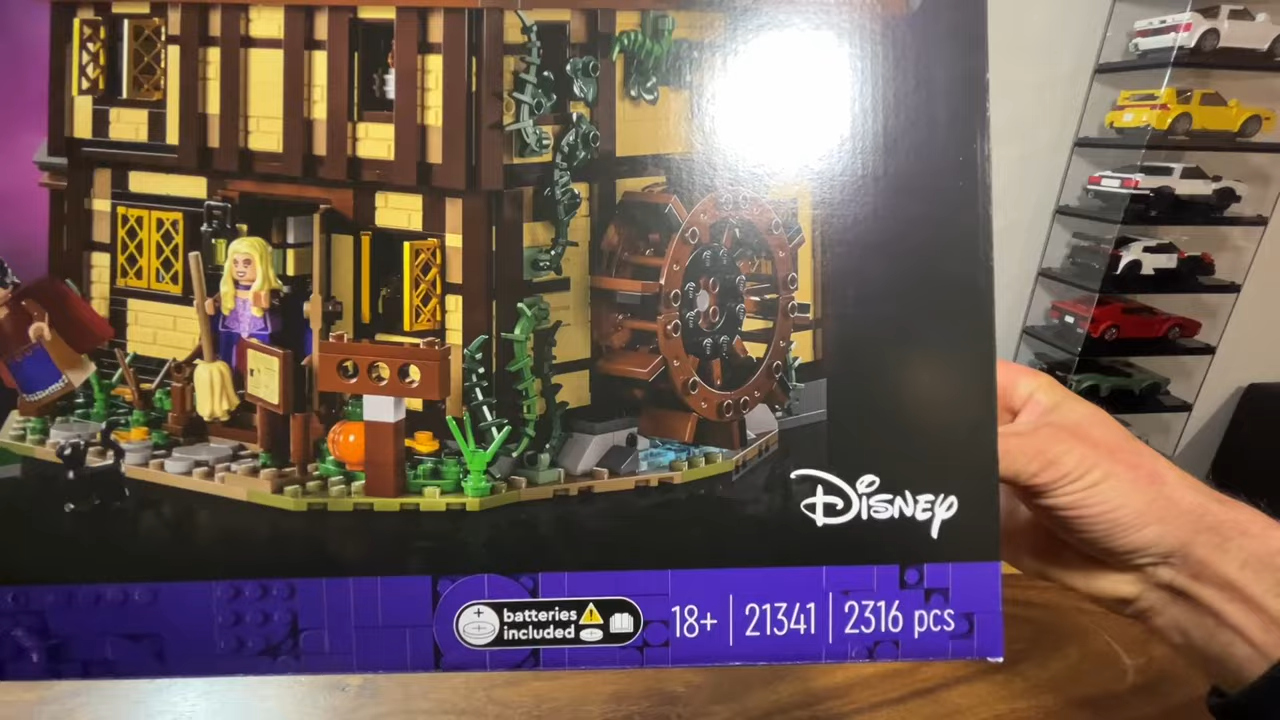 Disney
batteries
included
18+ | 21341 | 2316 pcs